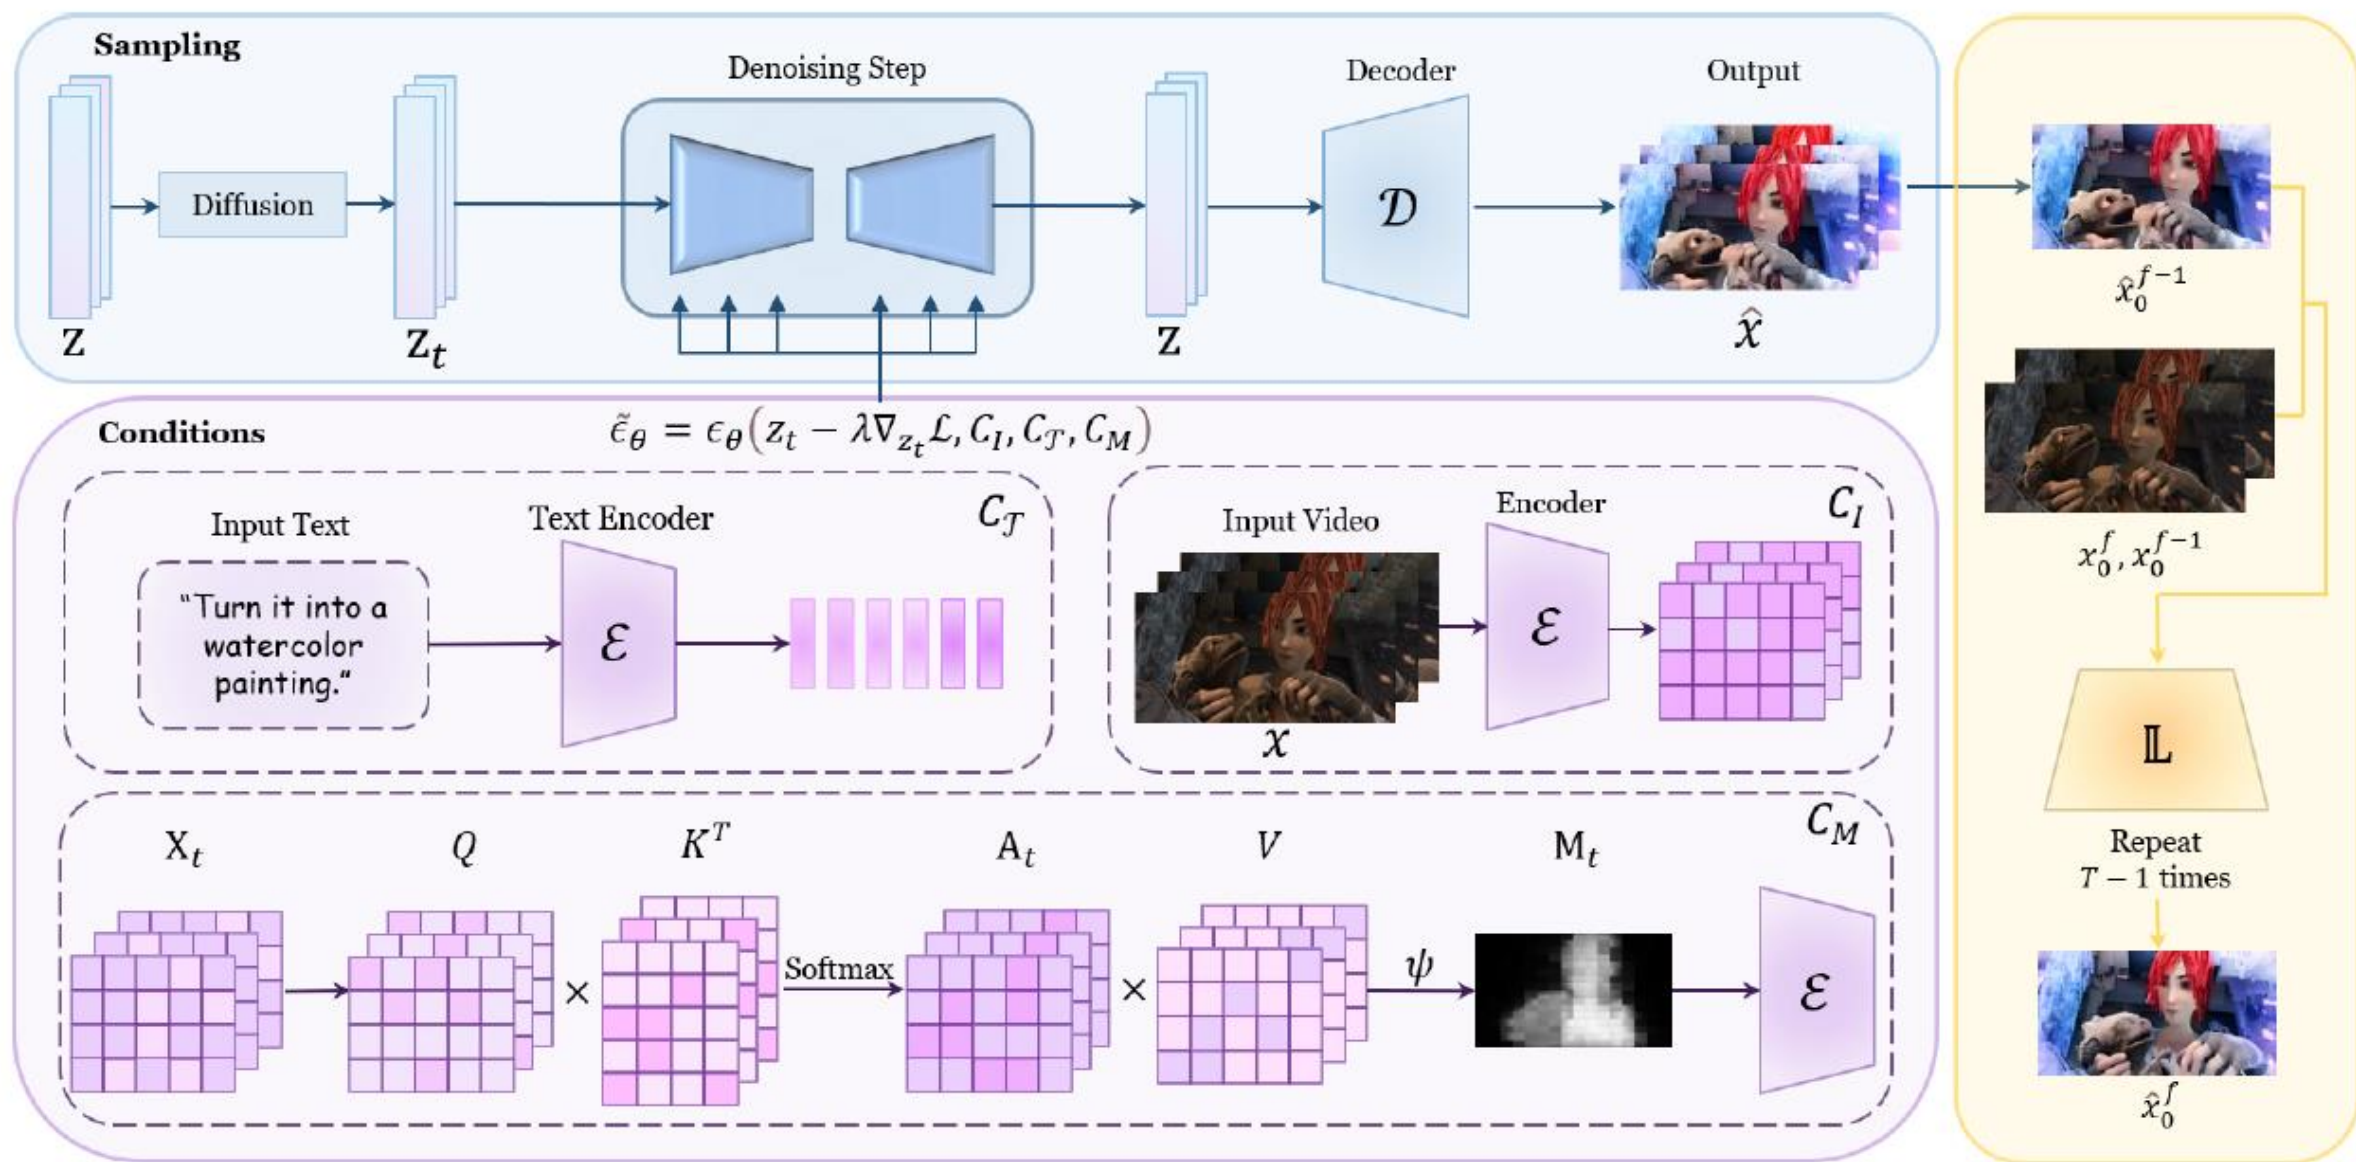 Sampling
Denoising Step
Decoder
Output
Diffusion
𝒟
Z
Z_t
Z
x̂
x̂_0^{f−1}
x_0^f, x_0^{f−1}
𝕃
Repeat
T − 1 times
x̂_0^f
Conditions
ϵ̃_θ = ϵ_θ(z_t − λ∇_{z_t}ℒ, C_I, C_𝒯, C_M)
C_𝒯
Input Text
Text Encoder
"Turn it into a
watercolor
painting."
ℰ
C_I
Input Video
Encoder
ℰ
x
C_M
X_t
Q
K^T
A_t
V
M_t
×
Softmax
×
ψ
ℰ